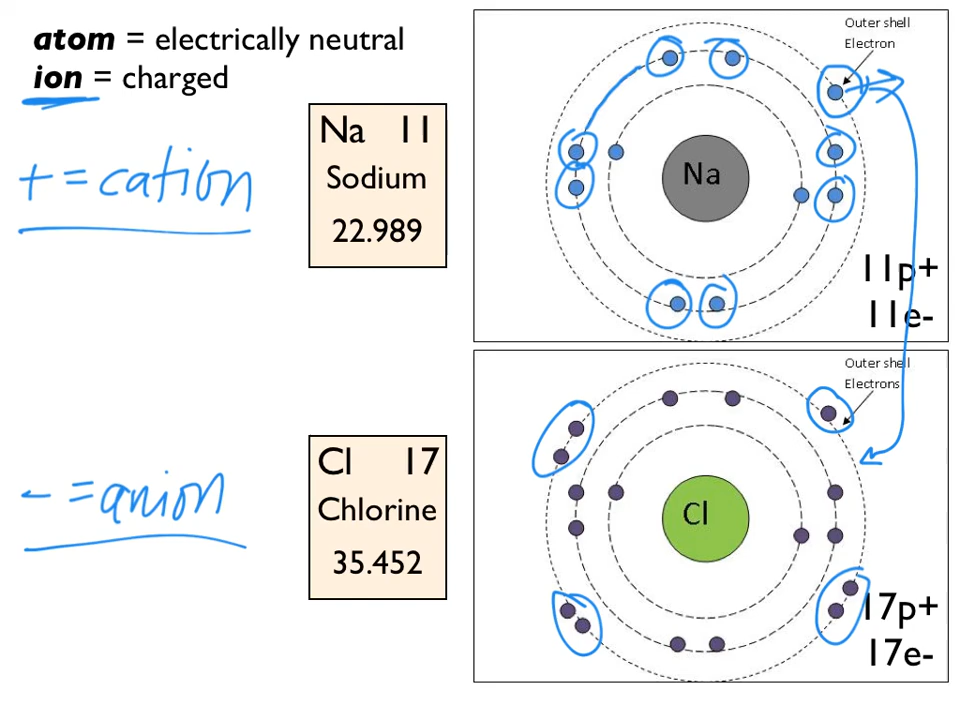 atom = electrically neutral
ion = charged
+ = cation
Na 11
Sodium
22.989
Outer shell
Electron
Na
11p+
11e-
- = anion
Cl 17
Chlorine
35.452
Outer shell
Electrons
Cl
17p+
17e-